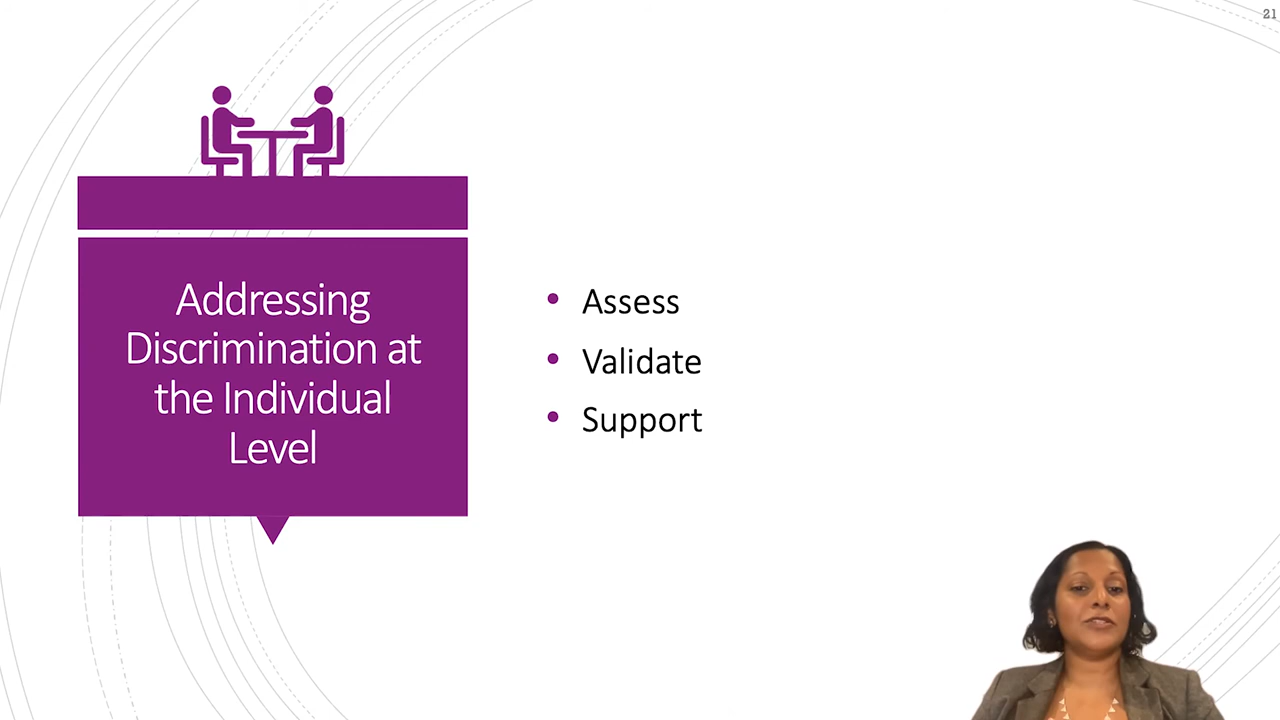 21
Addressing
Discrimination at
the Individual
Level
• Assess
• Validate
• Support